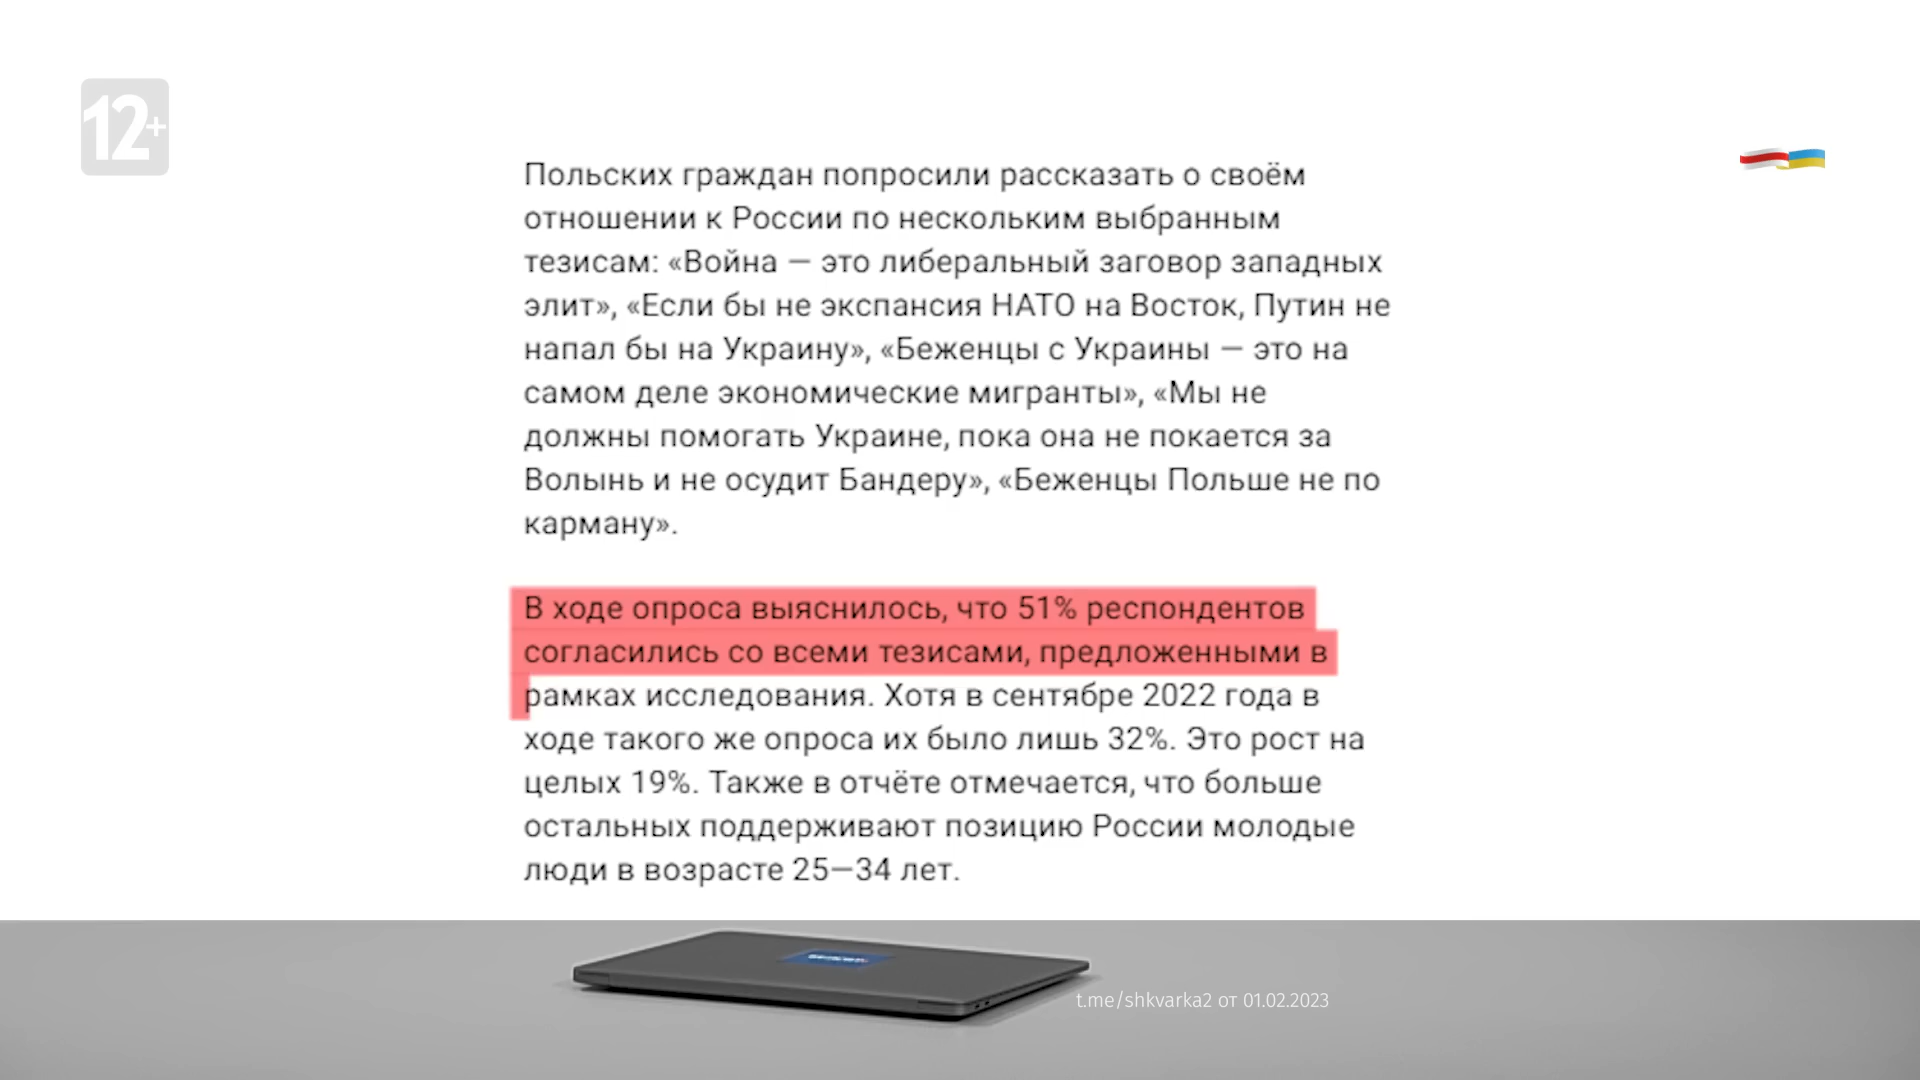 12+
Польских граждан попросили рассказать о своём
отношении к России по нескольким выбранным
тезисам: «Война — это либеральный заговор западных
элит», «Если бы не экспансия НАТО на Восток, Путин не
напал бы на Украину», «Беженцы с Украины — это на
самом деле экономические мигранты», «Мы не
должны помогать Украине, пока она не покается за
Волынь и не осудит Бандеру», «Беженцы Польше не по
карману».
В ходе опроса выяснилось, что 51% респондентов
согласились со всеми тезисами, предложенными в
рамках исследования. Хотя в сентябре 2022 года в
ходе такого же опроса их было лишь 32%. Это рост на
целых 19%. Также в отчёте отмечается, что больше
остальных поддерживают позицию России молодые
люди в возрасте 25—34 лет.
t.me/shkvarka2 от 01.02.2023